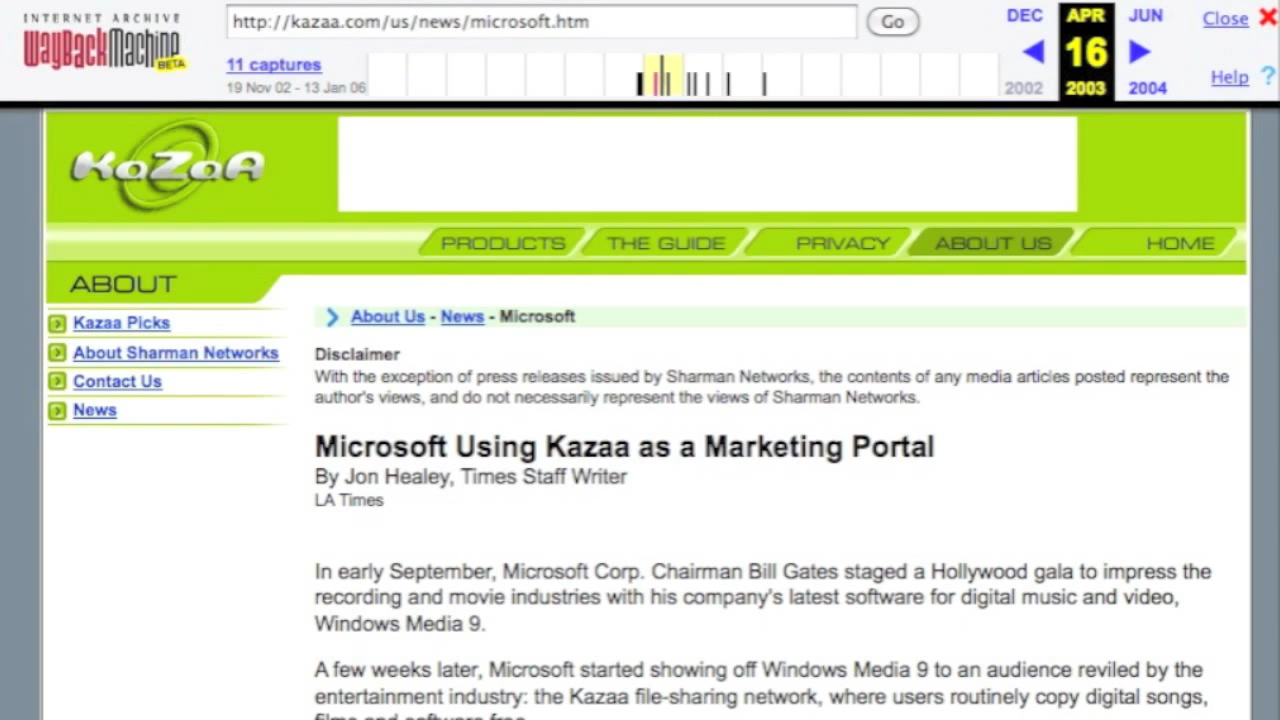 INTERNET ARCHIVE
WayBackMachine
BETA
http://kazaa.com/us/news/microsoft.htm
Go
11 captures
19 Nov 02 - 13 Jan 06
DEC APR JUN
16
2002 2003 2004
Close
Help ?
KaZaA
PRODUCTS THE GUIDE PRIVACY ABOUT US HOME
ABOUT
Kazaa Picks
About Sharman Networks
Contact Us
News
About Us - News - Microsoft
Disclaimer
With the exception of press releases issued by Sharman Networks, the contents of any media articles posted represent the
author's views, and do not necessarily represent the views of Sharman Networks.
Microsoft Using Kazaa as a Marketing Portal
By Jon Healey, Times Staff Writer
LA Times
In early September, Microsoft Corp. Chairman Bill Gates staged a Hollywood gala to impress the
recording and movie industries with his company's latest software for digital music and video,
Windows Media 9.
A few weeks later, Microsoft started showing off Windows Media 9 to an audience reviled by the
entertainment industry: the Kazaa file-sharing network, where users routinely copy digital songs,
films and software free.